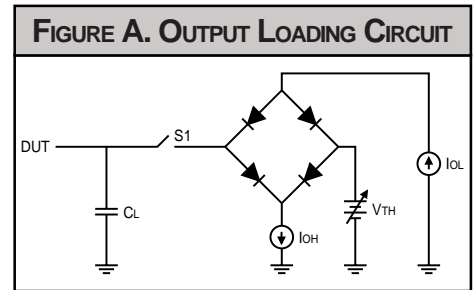 FIGURE A. OUTPUT LOADING CIRCUIT
DUT
S1
CL
IOH
VTH
IOL